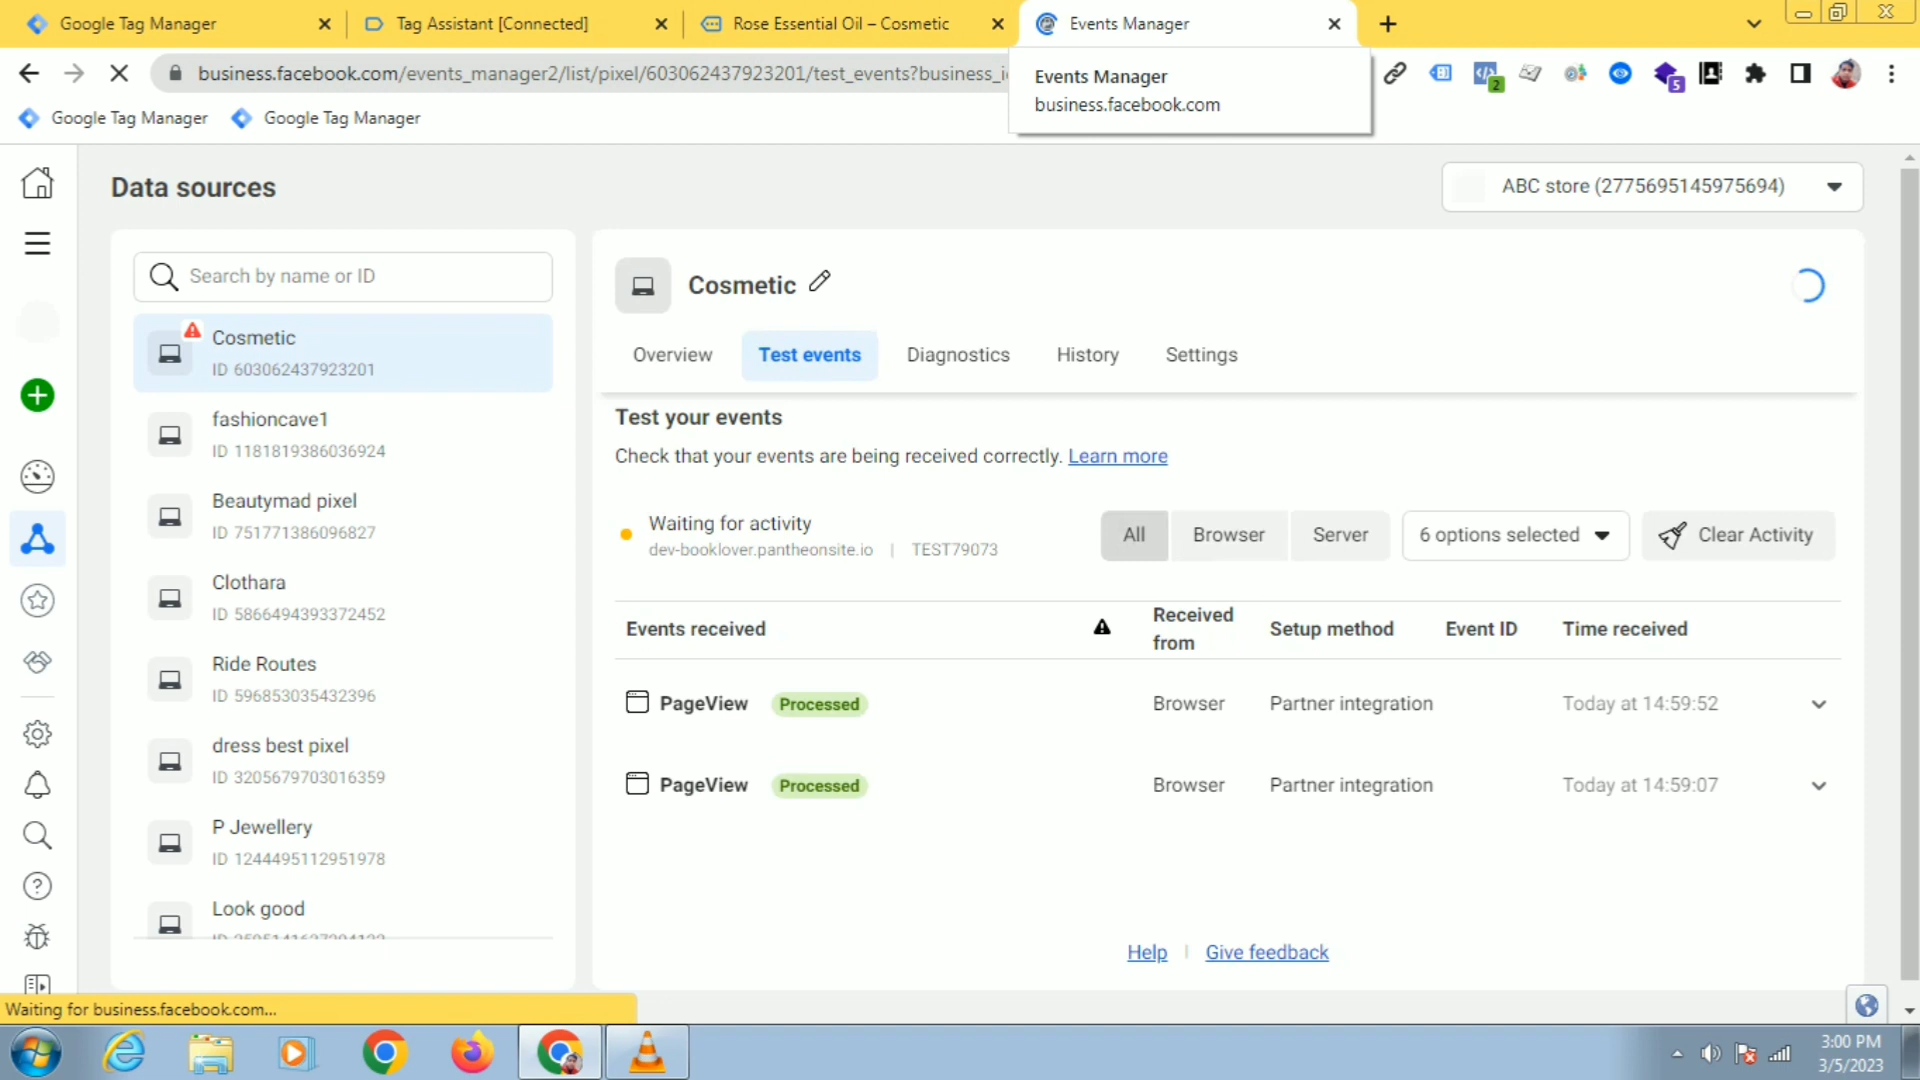 Google Tag Manager
Tag Assistant [Connected]
Rose Essential Oil – Cosmetic
Events Manager
business.facebook.com/events_manager2/list/pixel/603062437923201/test_events?business_i
Events Manager
business.facebook.com
2
5
Google Tag Manager
Google Tag Manager
Data sources
ABC store (2775695145975694)
Search by name or ID
Cosmetic
ID 603062437923201
fashioncave1
ID 1181819386036924
Beautymad pixel
ID 751771386096827
Clothara
ID 5866494393372452
Ride Routes
ID 596853035432396
dress best pixel
ID 3205679703016359
P Jewellery
ID 1244495112951978
Look good
Cosmetic
Overview
Test events
Diagnostics
History
Settings
Test your events
Check that your events are being received correctly. Learn more
Waiting for activity
dev-booklover.pantheonsite.io | TEST79073
All
Browser
Server
6 options selected
Clear Activity
Events received
Received
from
Setup method
Event ID
Time received
PageView Processed Browser Partner integration Today at 14:59:52
PageView Processed Browser Partner integration Today at 14:59:07
Help | Give feedback
Waiting for business.facebook.com...
3:00 PM
3/5/2023